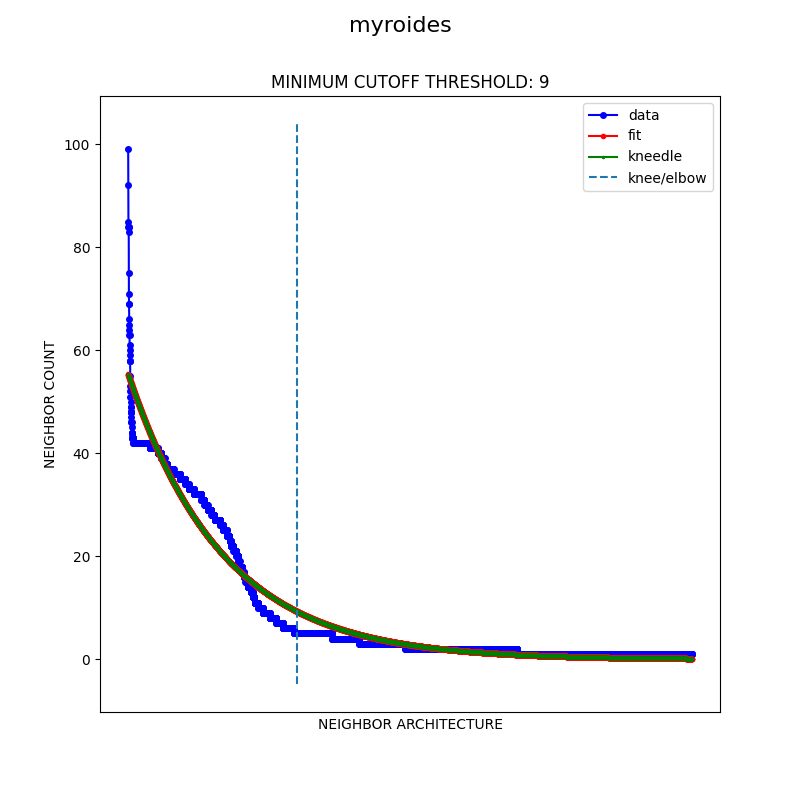 myroides
MINIMUM CUTOFF THRESHOLD: 9
data
fit
kneedle
knee/elbow
100
80
60
40
20
0
NEIGHBOR COUNT
NEIGHBOR ARCHITECTURE